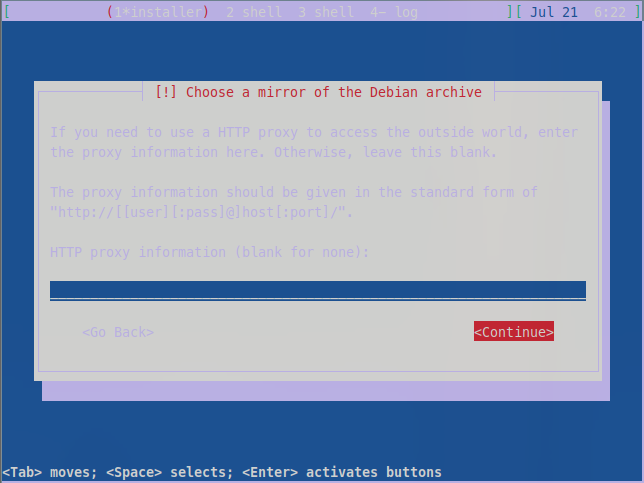 [ (1*installer) 2 shell 3 shell 4- log ][ Jul 21 6:22 ]
[!] Choose a mirror of the Debian archive
If you need to use a HTTP proxy to access the outside world, enter
the proxy information here. Otherwise, leave this blank.
The proxy information should be given in the standard form of
"http://[[user][:pass]@]host[:port]/".
HTTP proxy information (blank for none):
<Go Back> <Continue>
<Tab> moves; <Space> selects; <Enter> activates buttons